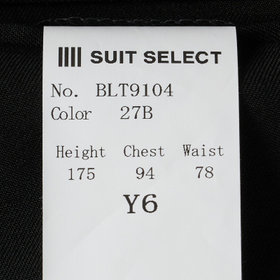 SUIT SELECT
No. BLT9104
Color 27B
Height Chest Waist
175 94 78
Y6